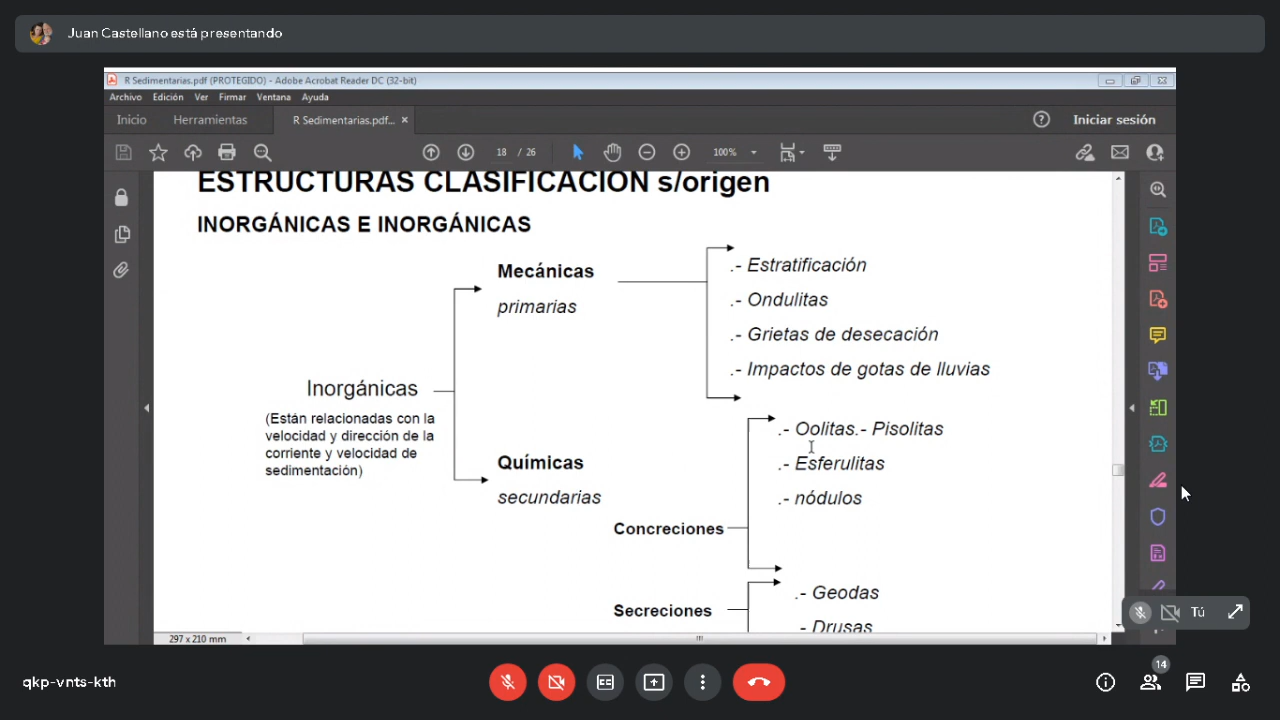 Juan Castellano está presentando
R Sedimentarias.pdf (PROTEGIDO) - Adobe Acrobat Reader DC (32-bit)
Archivo Edición Ver Firmar Ventana Ayuda
Inicio Herramientas R Sedimentarias.pdf... × Iniciar sesión
18 / 26 100%
ESTRUCTURAS CLASIFICACION s/origen
INORGÁNICAS E INORGÁNICAS
Mecánicas
primarias
.- Estratificación
.- Ondulitas
.- Grietas de desecación
.- Impactos de gotas de lluvias
Inorgánicas
(Están relacionadas con la
velocidad y dirección de la
corriente y velocidad de
sedimentación)
Químicas
secundarias
Concreciones
.- Oolitas.- Pisolitas
.- Esferulitas
.- nódulos
Secreciones
.- Geodas
.- Drusas
297 x 210 mm
Tú
qkp-vnts-kth
14